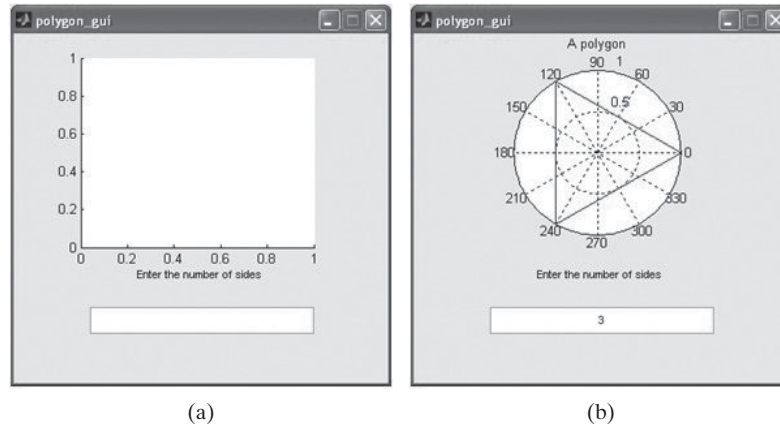 polygon_gui
1
0.8
0.6
0.4
0.2
0
0 0.2 0.4 0.6 0.8 1
Enter the number of sides
(a)
polygon_gui
A polygon
90 1
120 60
0.5
150 30
180 0
210 330
240 300
270
Enter the number of sides
3
(b)